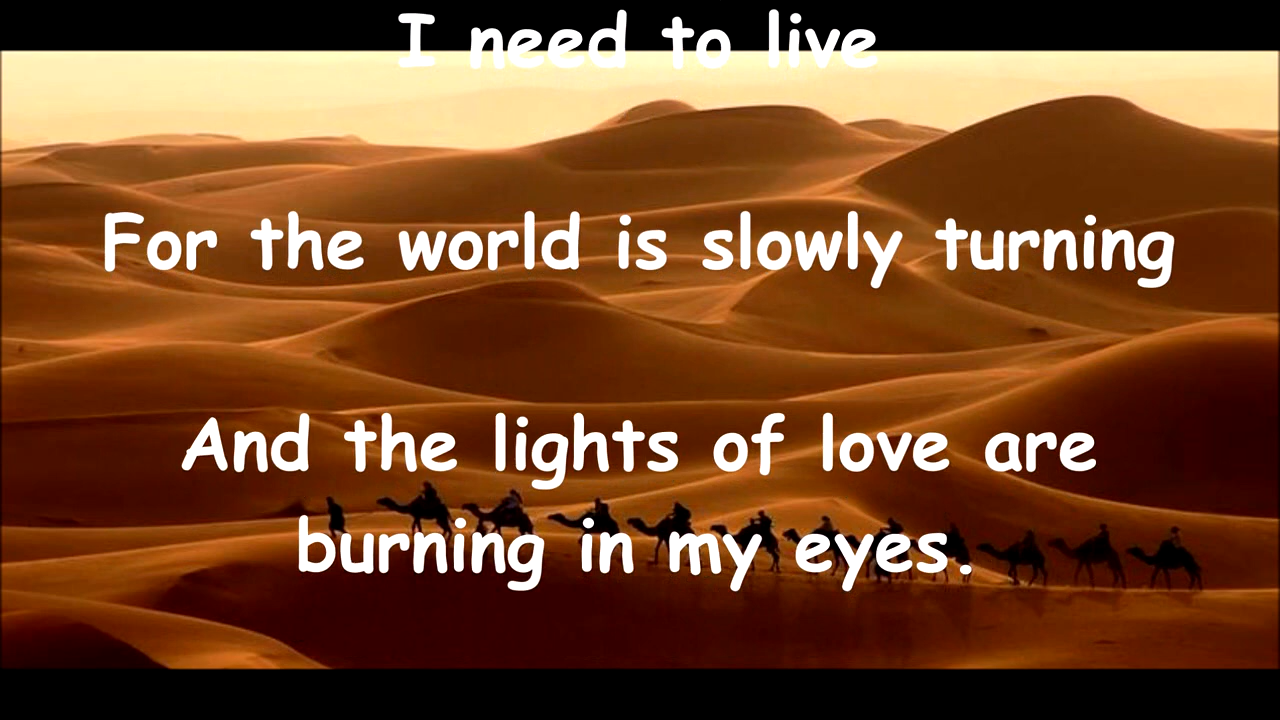 I need to live
For the world is slowly turning
And the lights of love are
burning in my eyes.